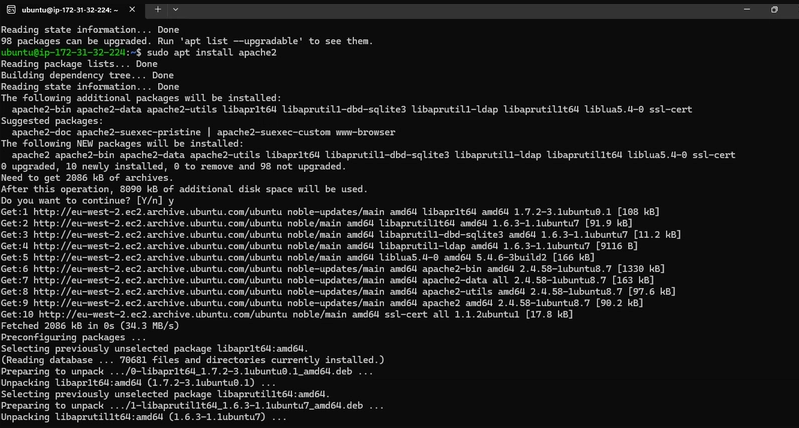 ubuntu@ip-172-31-32-224: ~
Reading state information... Done
98 packages can be upgraded. Run 'apt list --upgradable' to see them.
ubuntu@ip-172-31-32-224:~$ sudo apt install apache2
Reading package lists... Done
Building dependency tree... Done
Reading state information... Done
The following additional packages will be installed:
  apache2-bin apache2-data apache2-utils libapr1t64 libaprutil1-dbd-sqlite3 libaprutil1-ldap libaprutil1t64 liblua5.4-0 ssl-cert
Suggested packages:
  apache2-doc apache2-suexec-pristine | apache2-suexec-custom www-browser
The following NEW packages will be installed:
  apache2 apache2-bin apache2-data apache2-utils libapr1t64 libaprutil1-dbd-sqlite3 libaprutil1-ldap libaprutil1t64 liblua5.4-0 ssl-cert
0 upgraded, 10 newly installed, 0 to remove and 98 not upgraded.
Need to get 2086 kB of archives.
After this operation, 8090 kB of additional disk space will be used.
Do you want to continue? [Y/n] y
Get:1 http://eu-west-2.ec2.archive.ubuntu.com/ubuntu noble-updates/main amd64 libapr1t64 amd64 1.7.2-3.1ubuntu0.1 [108 kB]
Get:2 http://eu-west-2.ec2.archive.ubuntu.com/ubuntu noble/main amd64 libaprutil1t64 amd64 1.6.3-1.1ubuntu7 [91.9 kB]
Get:3 http://eu-west-2.ec2.archive.ubuntu.com/ubuntu noble/main amd64 libaprutil1-dbd-sqlite3 amd64 1.6.3-1.1ubuntu7 [11.2 kB]
Get:4 http://eu-west-2.ec2.archive.ubuntu.com/ubuntu noble/main amd64 libaprutil1-ldap amd64 1.6.3-1.1ubuntu7 [9116 B]
Get:5 http://eu-west-2.ec2.archive.ubuntu.com/ubuntu noble/main amd64 liblua5.4-0 amd64 5.4.6-3build2 [166 kB]
Get:6 http://eu-west-2.ec2.archive.ubuntu.com/ubuntu noble-updates/main amd64 apache2-bin amd64 2.4.58-1ubuntu8.7 [1330 kB]
Get:7 http://eu-west-2.ec2.archive.ubuntu.com/ubuntu noble-updates/main amd64 apache2-data all 2.4.58-1ubuntu8.7 [163 kB]
Get:8 http://eu-west-2.ec2.archive.ubuntu.com/ubuntu noble-updates/main amd64 apache2-utils amd64 2.4.58-1ubuntu8.7 [97.6 kB]
Get:9 http://eu-west-2.ec2.archive.ubuntu.com/ubuntu noble-updates/main amd64 apache2 amd64 2.4.58-1ubuntu8.7 [90.2 kB]
Get:10 http://eu-west-2.ec2.archive.ubuntu.com/ubuntu noble/main amd64 ssl-cert all 1.1.2ubuntu1 [17.8 kB]
Fetched 2086 kB in 0s (34.3 MB/s)
Preconfiguring packages ...
Selecting previously unselected package libapr1t64:amd64.
(Reading database ... 70681 files and directories currently installed.)
Preparing to unpack .../0-libapr1t64_1.7.2-3.1ubuntu0.1_amd64.deb ...
Unpacking libapr1t64:amd64 (1.7.2-3.1ubuntu0.1) ...
Selecting previously unselected package libaprutil1t64:amd64.
Preparing to unpack .../1-libaprutil1t64_1.6.3-1.1ubuntu7_amd64.deb ...
Unpacking libaprutil1t64:amd64 (1.6.3-1.1ubuntu7) ...